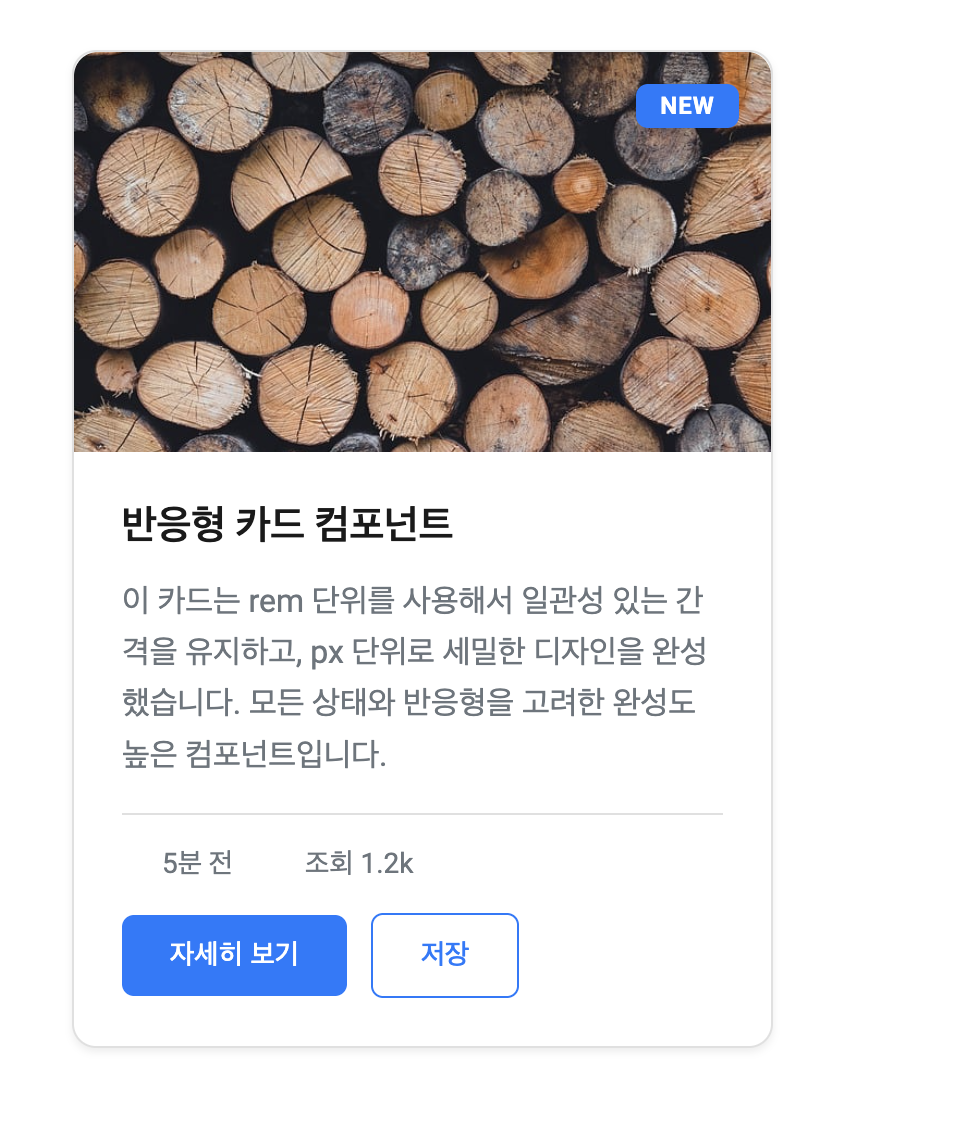 NEW
반응형 카드 컴포넌트
이 카드는 rem 단위를 사용해서 일관성 있는 간
격을 유지하고, px 단위로 세밀한 디자인을 완성
했습니다. 모든 상태와 반응형을 고려한 완성도
높은 컴포넌트입니다.
5분 전 조회 1.2k
자세히 보기 저장